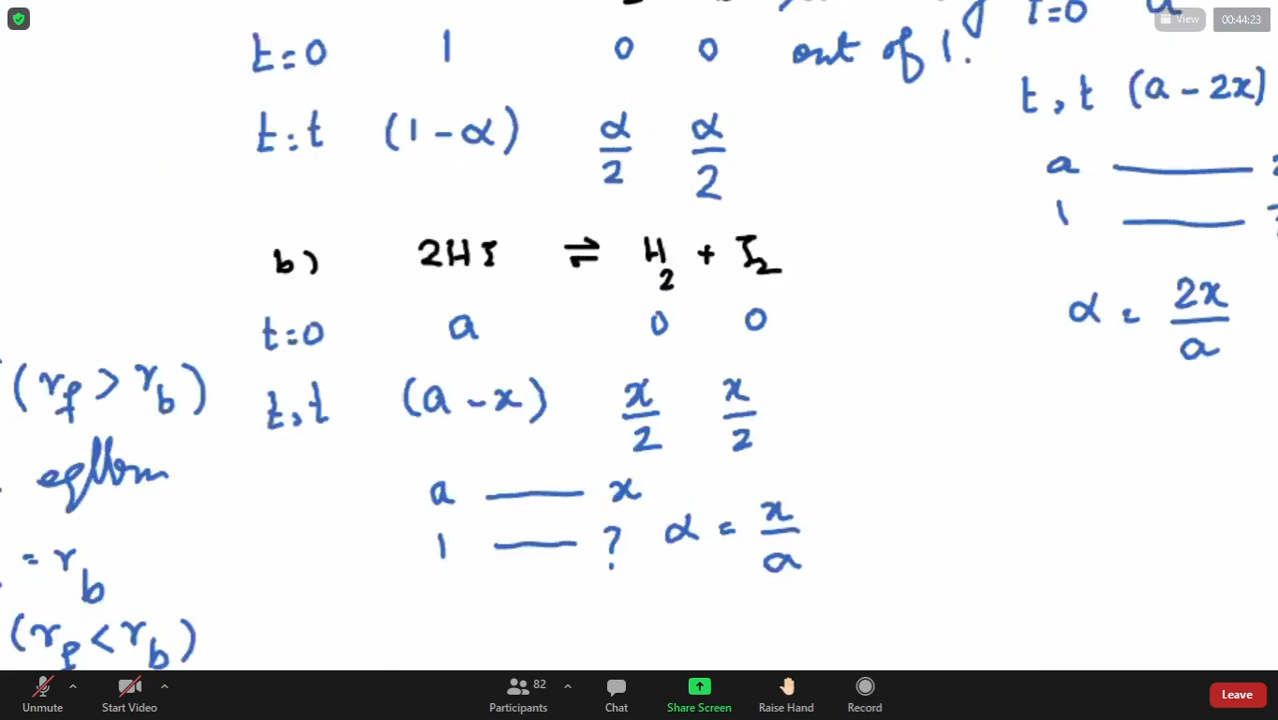 View 00:44:23
t=0 1 0 0 out of 1.
t:t (1-α) α/2 α/2
b) 2HI ⇌ H2 + I2
t=0 a 0 0
t,t (a-x) x/2 x/2
a —— x
1 —— ? α = x/a
(rf > rb)
eqlbm
= rb
(rf < rb)
t=0 a
t,t (a-2x)
a ——
1 ——
α = 2x/a
Unmute Start Video 82 Participants Chat Share Screen Raise Hand Record Leave